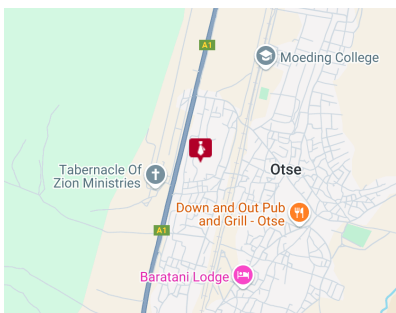 A1
Moeding College
Tabernacle Of
Zion Ministries
Otse
Down and Out Pub
and Grill - Otse
A1
Baratani Lodge